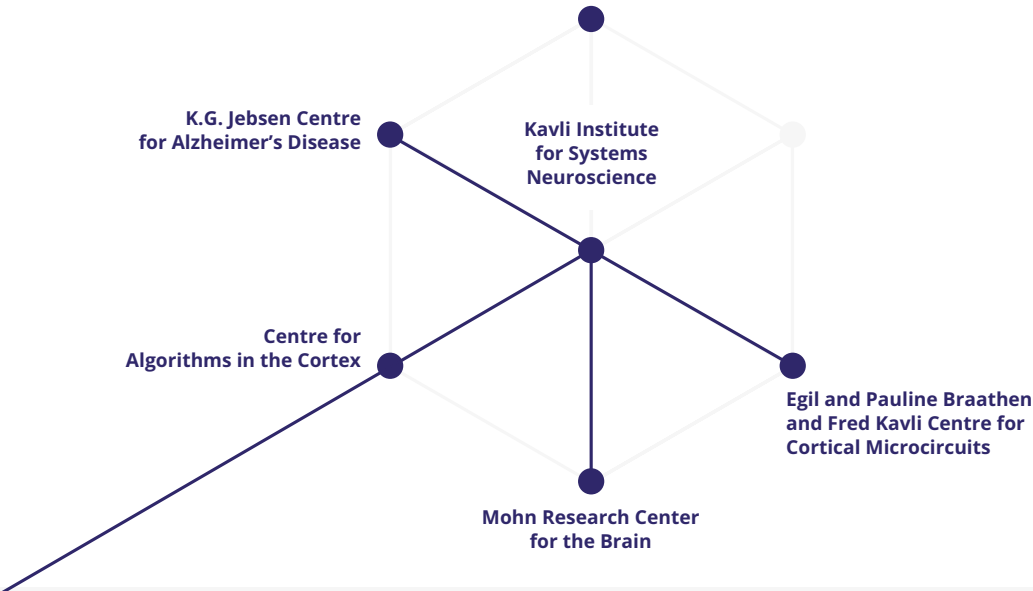 K.G. Jebsen Centre
for Alzheimer’s Disease
Kavli Institute
for Systems
Neuroscience
Centre for
Algorithms in the Cortex
Egil and Pauline Braathen
and Fred Kavli Centre for
Cortical Microcircuits
Mohn Research Center
for the Brain